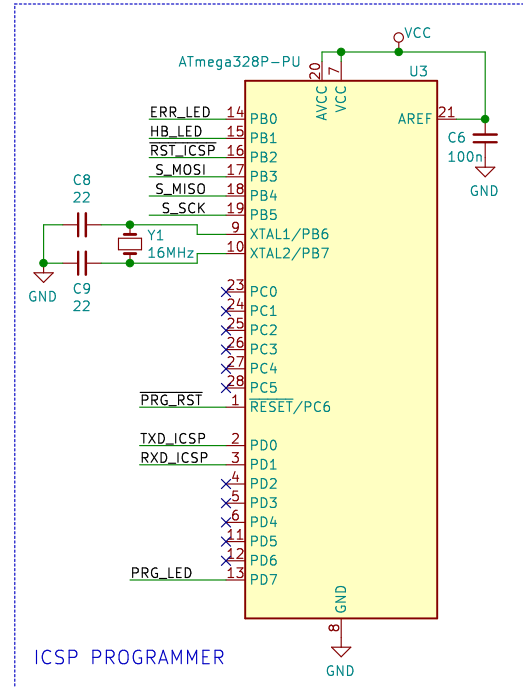 VCC
ATmega328P-PU
U3
20
AVCC
7
VCC
ERR_LED 14 PB0
AREF 21
HB_LED 15 PB1
C6
100n
GND
RST_ICSP 16 PB2
S_MOSI 17 PB3
S_MISO 18 PB4
S_SCK 19 PB5
C8
22
Y1
16MHz
9 XTAL1/PB6
10 XTAL2/PB7
GND
C9
22
23 PC0
24 PC1
25 PC2
26 PC3
27 PC4
28 PC5
PRG_RST 1 RESET/PC6
TXD_ICSP 2 PD0
RXD_ICSP 3 PD1
4 PD2
5 PD3
6 PD4
11 PD5
12 PD6
PRG_LED 13 PD7
GND
8
GND
ICSP PROGRAMMER